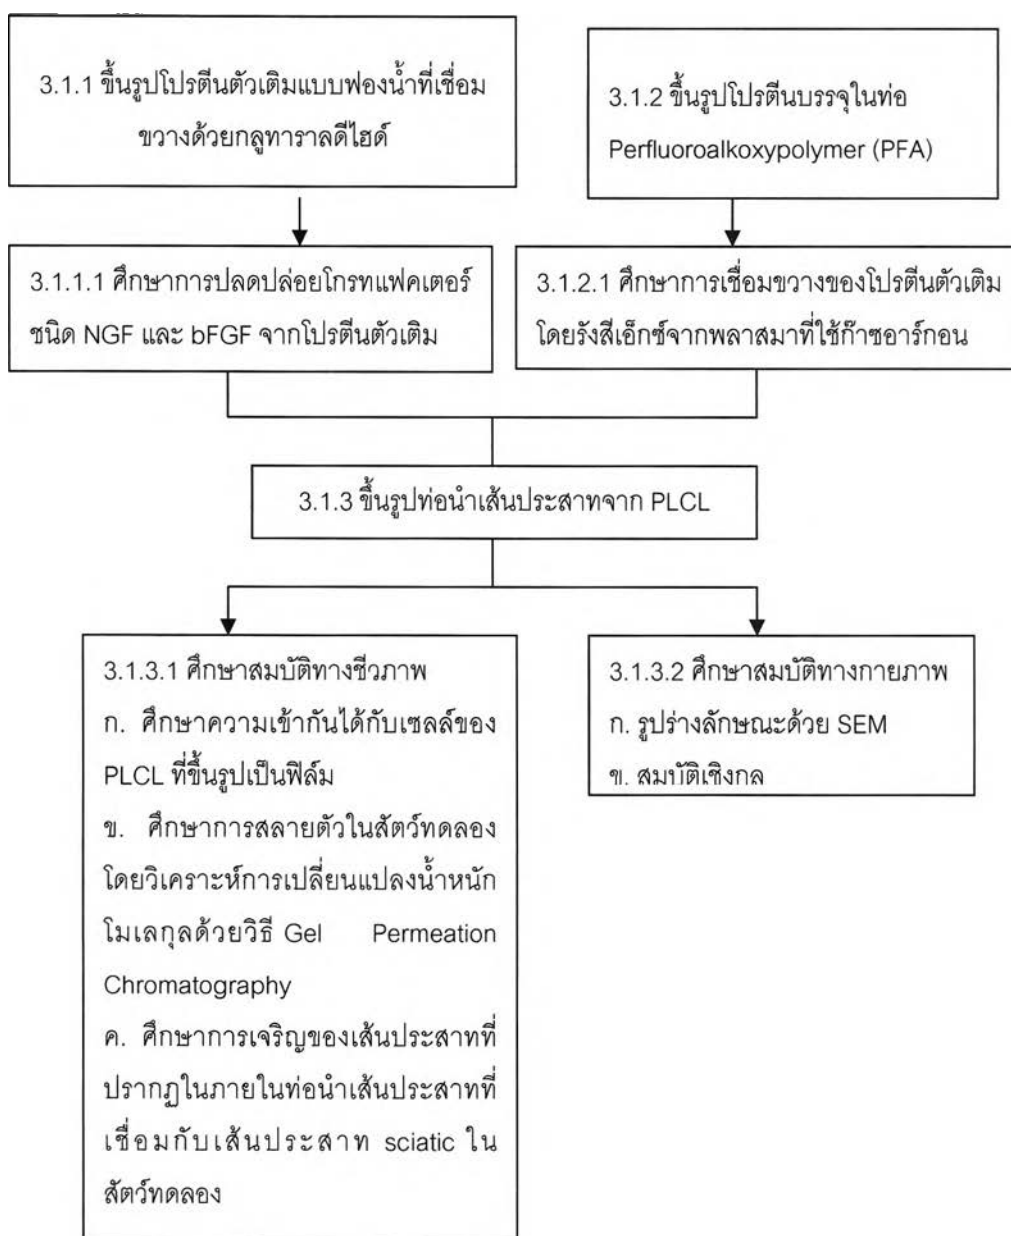 3.1.1 ขึ้นรูปโปรตีนตัวเติมแบบฟองน้ำที่เชื่อม
ขวางด้วยกลูทาราลดีไฮด์
3.1.2 ขึ้นรูปโปรตีนบรรจุในท่อ
Perfluoroalkoxypolymer (PFA)
3.1.1.1 ศึกษาการปลดปล่อยโกรทแฟคเตอร์
ชนิด NGF และ bFGF จากโปรตีนตัวเติม
3.1.2.1 ศึกษาการเชื่อมขวางของโปรตีนตัวเติม
โดยรังสีเอ็กซ์จากพลาสมาที่ใช้ก๊าซอาร์กอน
3.1.3 ขึ้นรูปท่อนำเส้นประสาทจาก PLCL
3.1.3.1 ศึกษาสมบัติทางชีวภาพ
ก. ศึกษาความเข้ากันได้กับเซลล์ของ
PLCL ที่ขึ้นรูปเป็นฟิล์ม
ข. ศึกษาการสลายตัวในสัตว์ทดลอง
โดยวิเคราะห์การเปลี่ยนแปลงน้ำหนัก
โมเลกุลด้วยวิธี Gel Permeation
Chromatography
ค. ศึกษาการเจริญของเส้นประสาทที่
ปรากฏในภายในท่อนำเส้นประสาทที่
เชื่อมกับเส้นประสาท sciatic ใน
สัตว์ทดลอง
3.1.3.2 ศึกษาสมบัติทางกายภาพ
ก. รูปร่างลักษณะด้วย SEM
ข. สมบัติเชิงกล